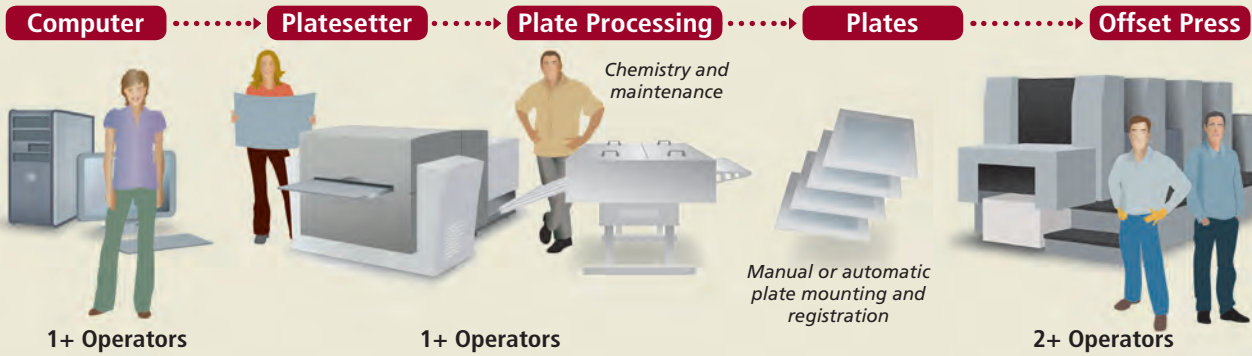 Computer
Platesetter
Plate Processing
Plates
Offset Press
Chemistry and
maintenance
Manual or automatic
plate mounting and
registration
1+ Operators
1+ Operators
2+ Operators